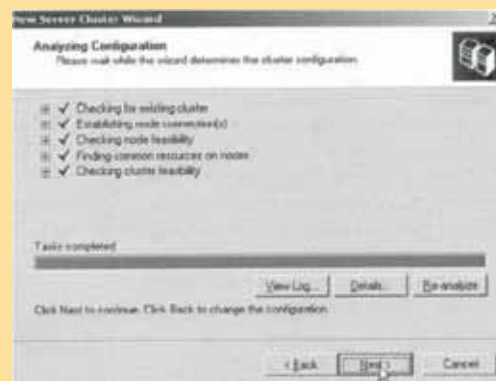 New Server Cluster Wizard
Analyzing Configuration
Please wait while the wizard determines the cluster configuration.
Checking for existing cluster
Establishing node connection(s)
Checking node feasibility
Finding common resources on nodes
Checking cluster feasibility
Tasks completed
View Log... Details... Re-analyze
Click Next to continue. Click Back to change the configuration.
< Back Next > Cancel